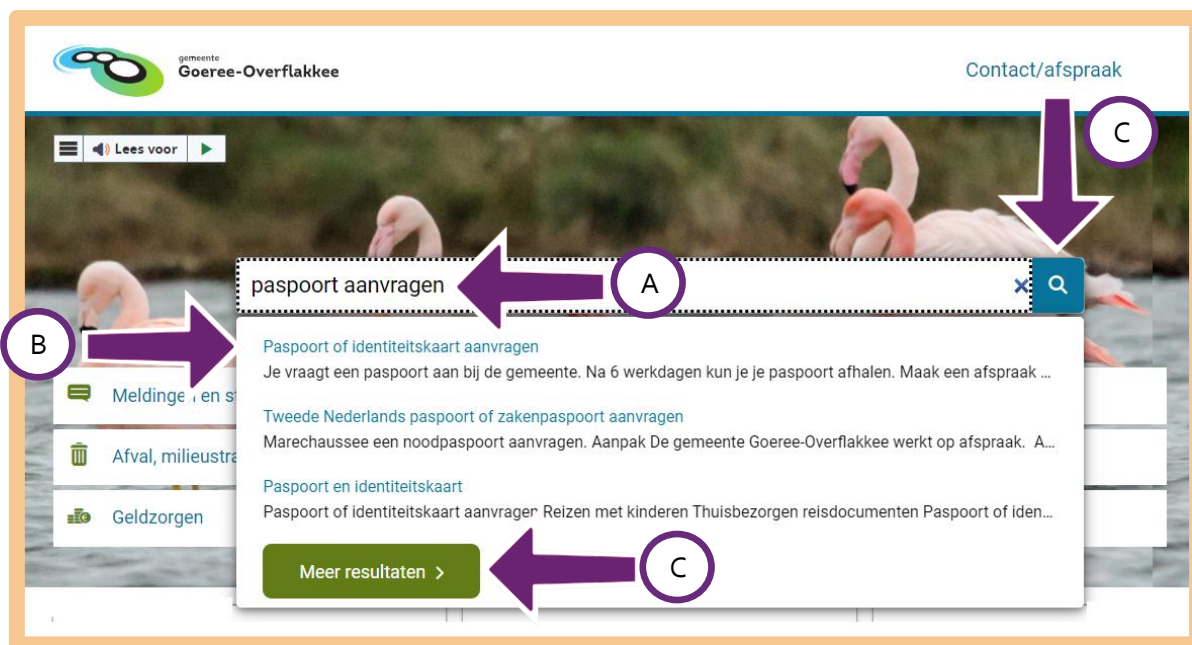 gemeente
Goeree-Overflakkee
Contact/afspraak
C
Lees voor
paspoort aanvragen
A
B
Paspoort of identiteitskaart aanvragen
Je vraagt een paspoort aan bij de gemeente. Na 6 werkdagen kun je je paspoort afhalen. Maak een afspraak ...
Meldingen en st
Tweede Nederlands paspoort of zakenpaspoort aanvragen
Marechaussee een noodpaspoort aanvragen. Aanpak De gemeente Goeree-Overflakkee werkt op afspraak. A...
Afval, milieustra
Paspoort en identiteitskaart
Paspoort of identiteitskaart aanvragen Reizen met kinderen Thuisbezorgen reisdocumenten Paspoort of iden...
Geldzorgen
Meer resultaten
C